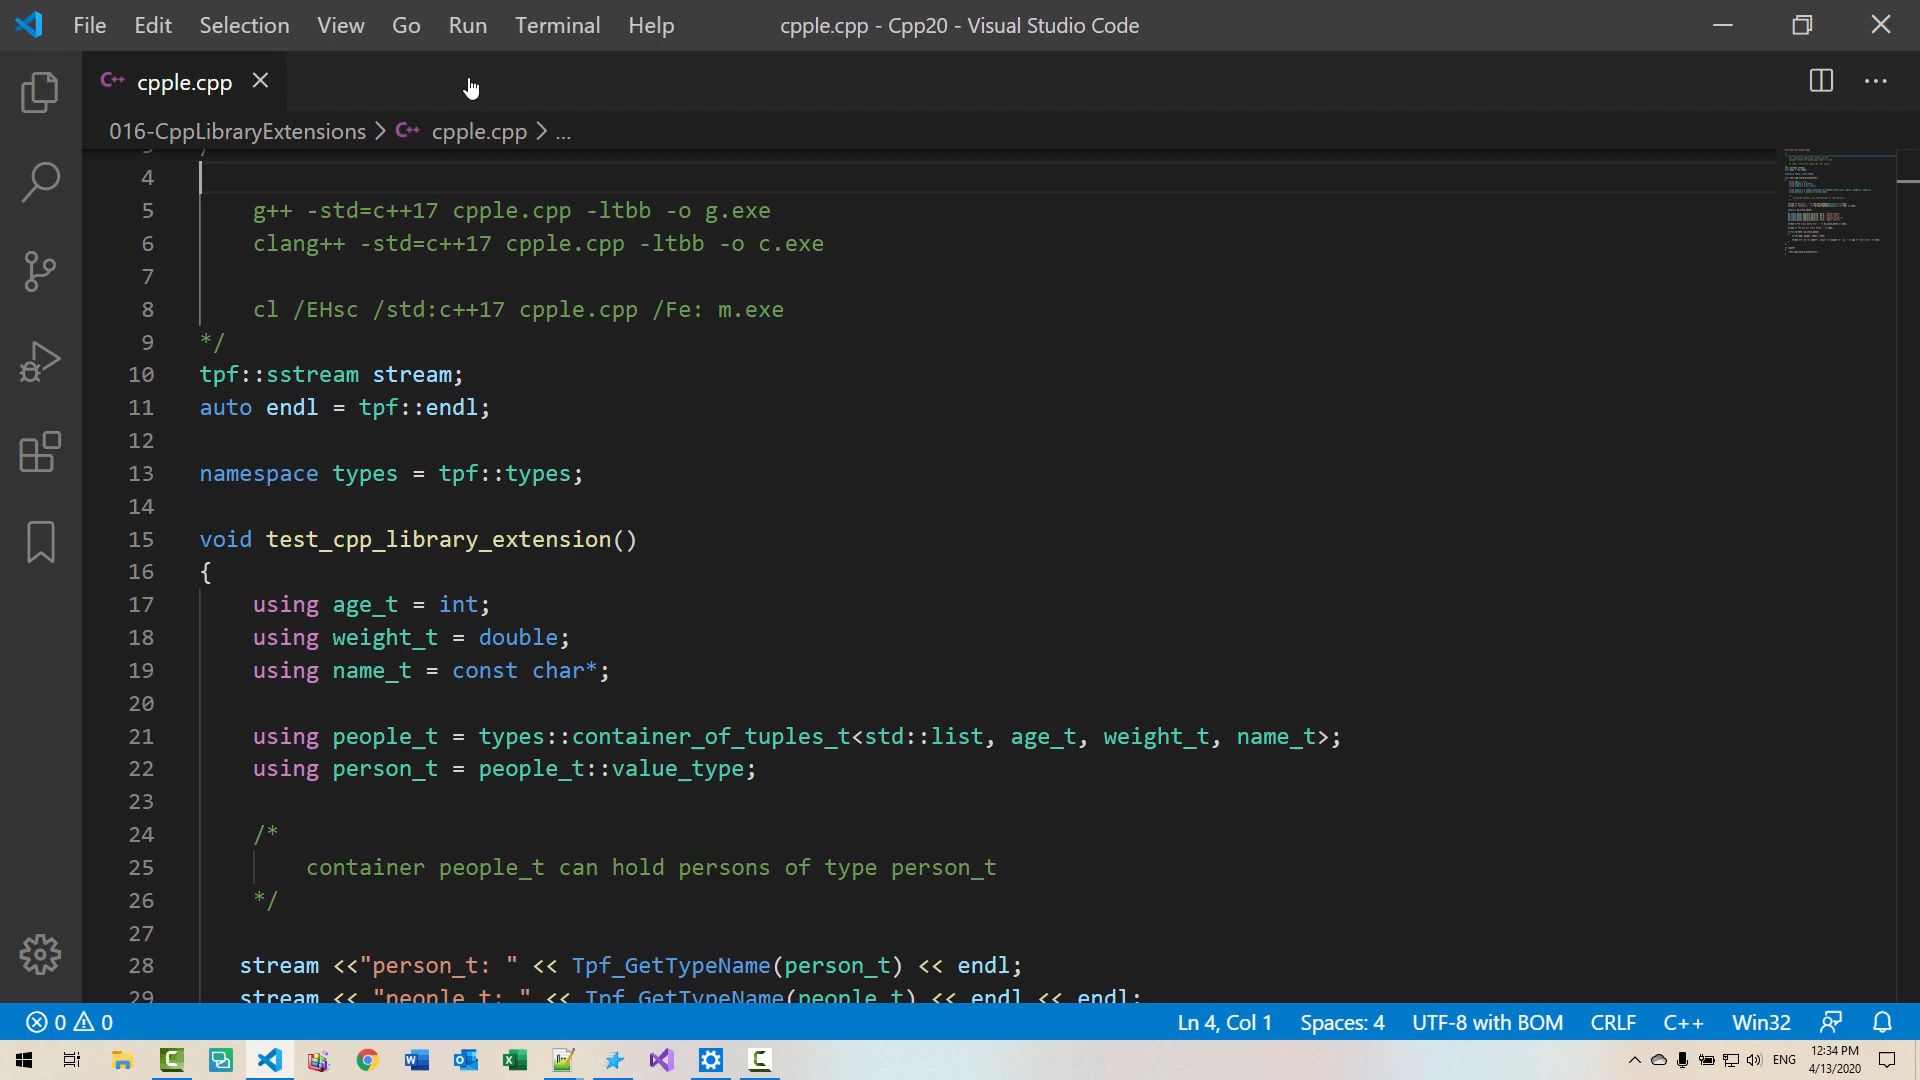 File Edit Selection View Go Run Terminal Help cpple.cpp - Cpp20 - Visual Studio Code
C++ cpple.cpp
016-CppLibraryExtensions > C++ cpple.cpp > ...
4
5 g++ -std=c++17 cpple.cpp -ltbb -o g.exe
6 clang++ -std=c++17 cpple.cpp -ltbb -o c.exe
7
8 cl /EHsc /std:c++17 cpple.cpp /Fe: m.exe
9 */
10 tpf::sstream stream;
11 auto endl = tpf::endl;
12
13 namespace types = tpf::types;
14
15 void test_cpp_library_extension()
16 {
17 using age_t = int;
18 using weight_t = double;
19 using name_t = const char*;
20
21 using people_t = types::container_of_tuples_t<std::list, age_t, weight_t, name_t>;
22 using person_t = people_t::value_type;
23
24 /*
25 container people_t can hold persons of type person_t
26 */
27
28 stream <<"person_t: " << Tpf_GetTypeName(person_t) << endl;
29 stream << "people_t: " << Tpf_GetTypeName(people_t) << endl << endl;
0 0 Ln 4, Col 1 Spaces: 4 UTF-8 with BOM CRLF C++ Win32
ENG 12:34 PM
4/13/2020